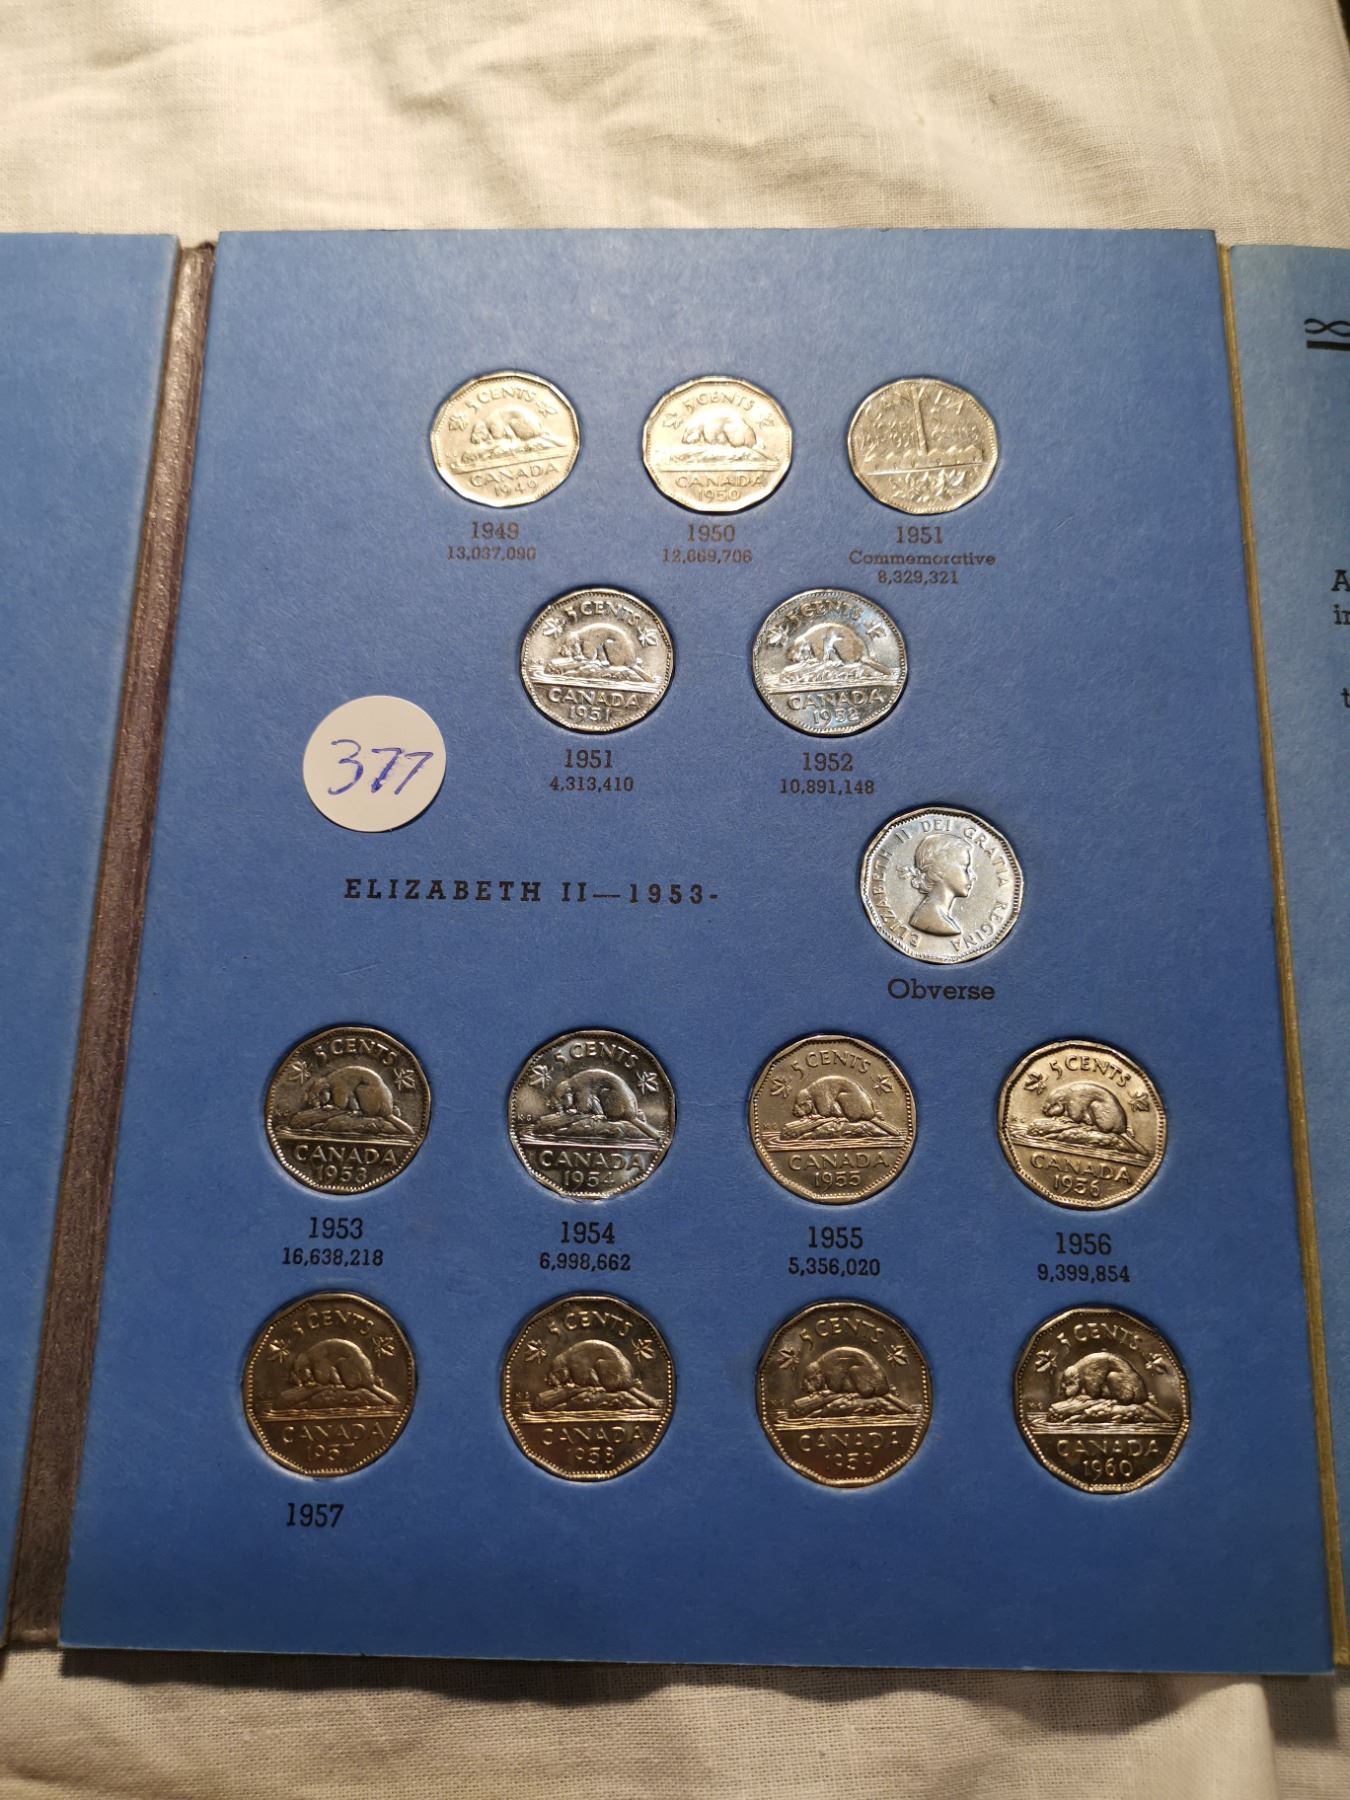 5 CENTS
CANADA
1949
5 CENTS
CANADA
1950
CANADA
1949
13,037,090
1950
12,669,706
1951
Commemorative
8,329,321
5 CENTS
CANADA
1951
5 CENTS
CANADA
1952
1951
4,313,410
1952
10,891,148
377
ELIZABETH II—1953-
ELIZABETH II DEI GRATIA REGINA
Obverse
5 CENTS
CANADA
1953
5 CENTS
CANADA
1954
5 CENTS
CANADA
1955
5 CENTS
CANADA
1956
1953
16,638,218
1954
6,998,662
1955
5,356,020
1956
9,399,854
5 CENTS
CANADA
1957
5 CENTS
CANADA
1958
5 CENTS
CANADA
1959
5 CENTS
CANADA
1960
1957